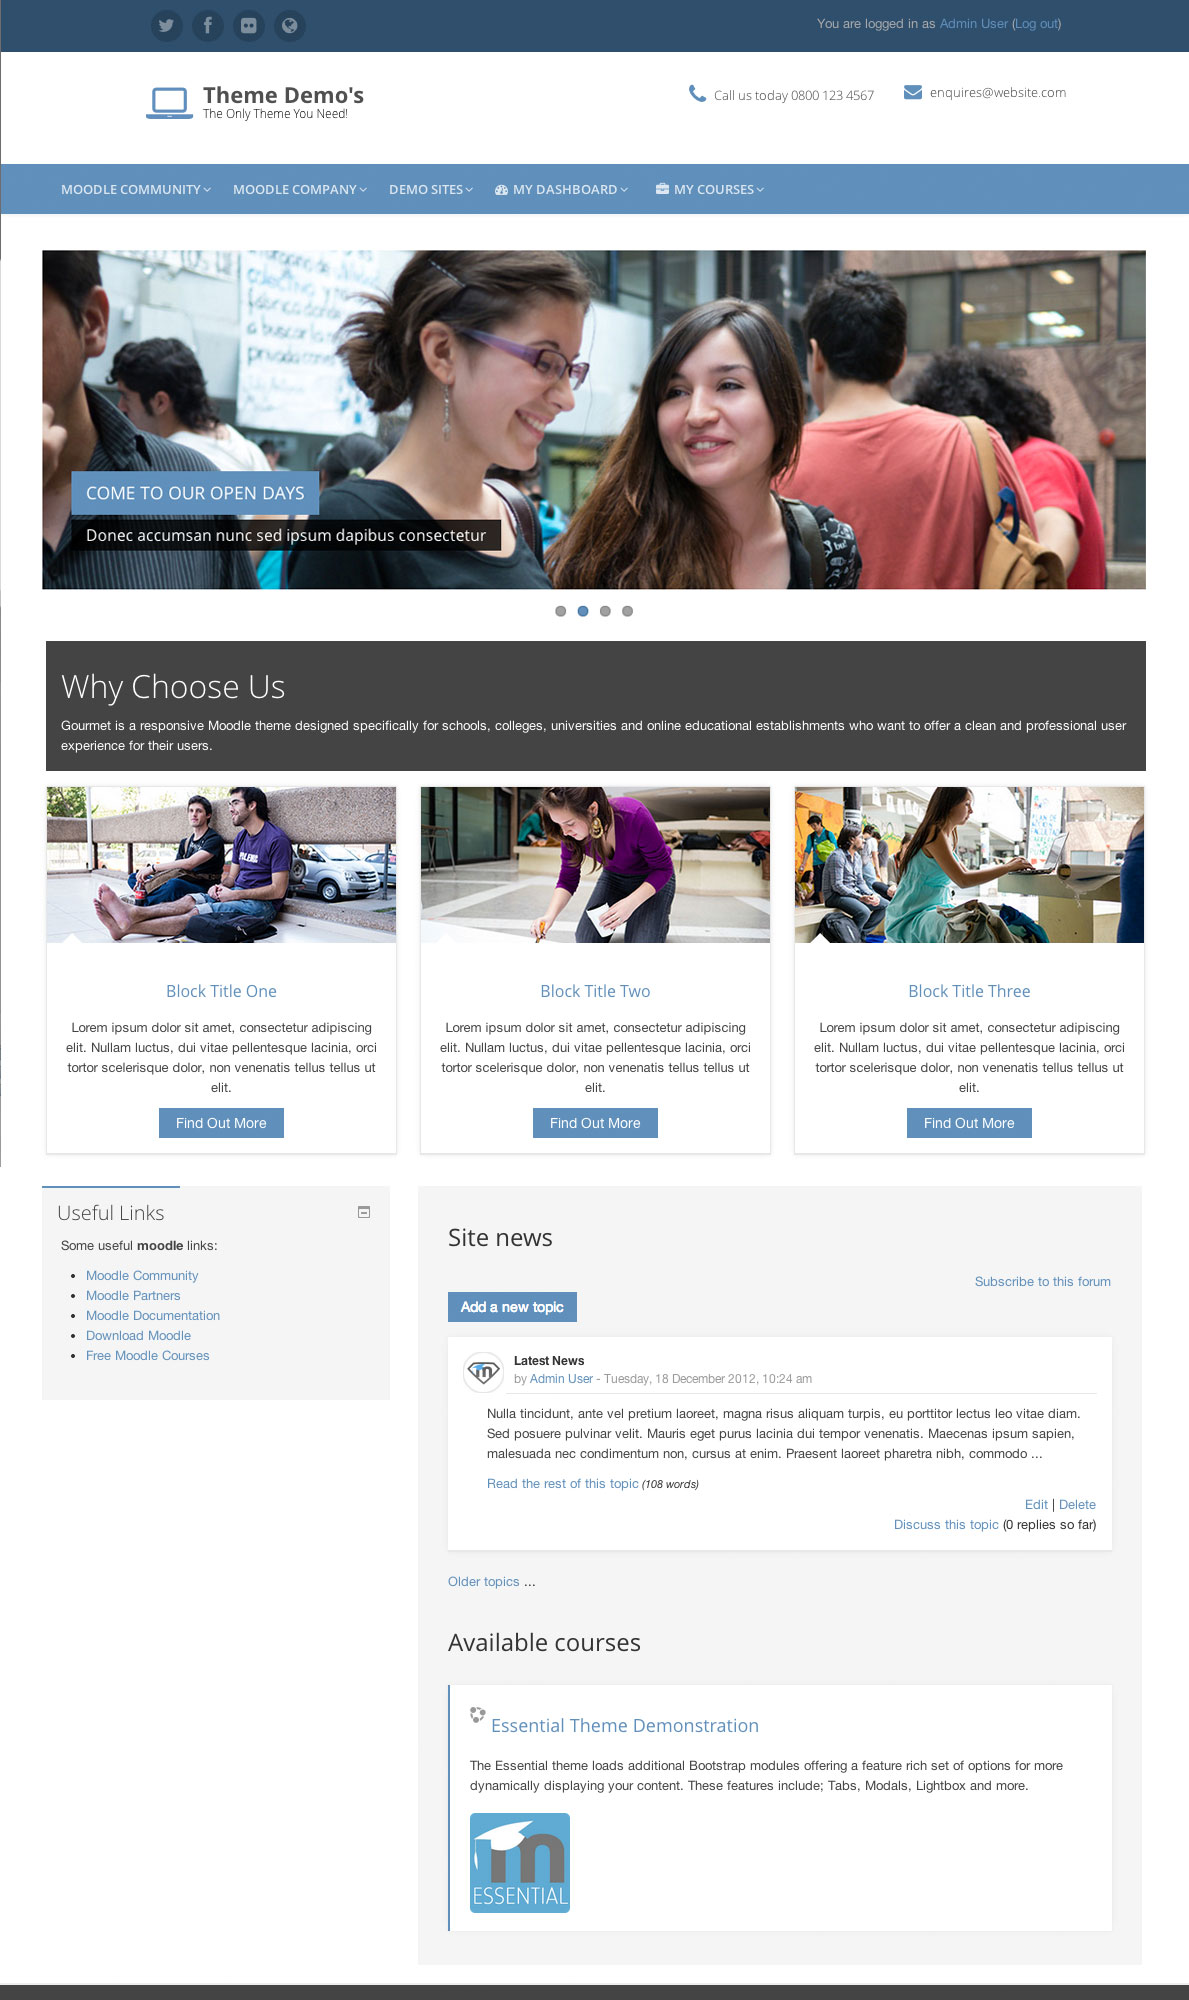 You are logged in as Admin User (Log out)
Theme Demo's
The Only Theme You Need!
Call us today 0800 123 4567
enquires@website.com
MOODLE COMMUNITY
MOODLE COMPANY
DEMO SITES
MY DASHBOARD
MY COURSES
COME TO OUR OPEN DAYS
Donec accumsan nunc sed ipsum dapibus consectetur
Why Choose Us
Gourmet is a responsive Moodle theme designed specifically for schools, colleges, universities and online educational establishments who want to offer a clean and professional user
experience for their users.
Block Title One
Lorem ipsum dolor sit amet, consectetur adipiscing
elit. Nullam luctus, dui vitae pellentesque lacinia, orci
tortor scelerisque dolor, non venenatis tellus tellus ut
elit.
Find Out More
Block Title Two
Lorem ipsum dolor sit amet, consectetur adipiscing
elit. Nullam luctus, dui vitae pellentesque lacinia, orci
tortor scelerisque dolor, non venenatis tellus tellus ut
elit.
Find Out More
Block Title Three
Lorem ipsum dolor sit amet, consectetur adipiscing
elit. Nullam luctus, dui vitae pellentesque lacinia, orci
tortor scelerisque dolor, non venenatis tellus tellus ut
elit.
Find Out More
Useful Links
Some useful moodle links:
Moodle Community
Moodle Partners
Moodle Documentation
Download Moodle
Free Moodle Courses
Site news
Subscribe to this forum
Add a new topic
Latest News
by Admin User - Tuesday, 18 December 2012, 10:24 am
Nulla tincidunt, ante vel pretium laoreet, magna risus aliquam turpis, eu porttitor lectus leo vitae diam.
Sed posuere pulvinar velit. Mauris eget purus lacinia dui tempor venenatis. Maecenas ipsum sapien,
malesuada nec condimentum non, cursus at enim. Praesent laoreet pharetra nibh, commodo ...
Read the rest of this topic (108 words)
Edit | Delete
Discuss this topic (0 replies so far)
Older topics ...
Available courses
Essential Theme Demonstration
The Essential theme loads additional Bootstrap modules offering a feature rich set of options for more
dynamically displaying your content. These features include; Tabs, Modals, Lightbox and more.
m
ESSENTIAL